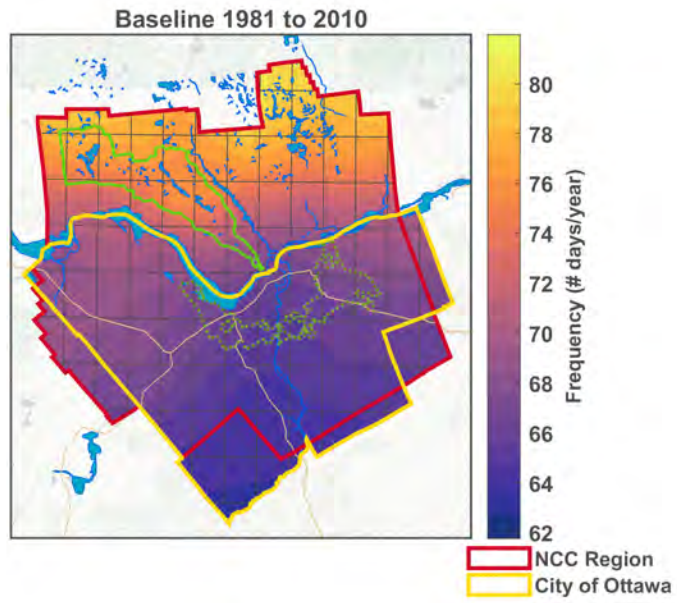 Baseline 1981 to 2010
80
78
76
74
72
70
68
66
64
62
Frequency (# days/year)
NCC Region
City of Ottawa